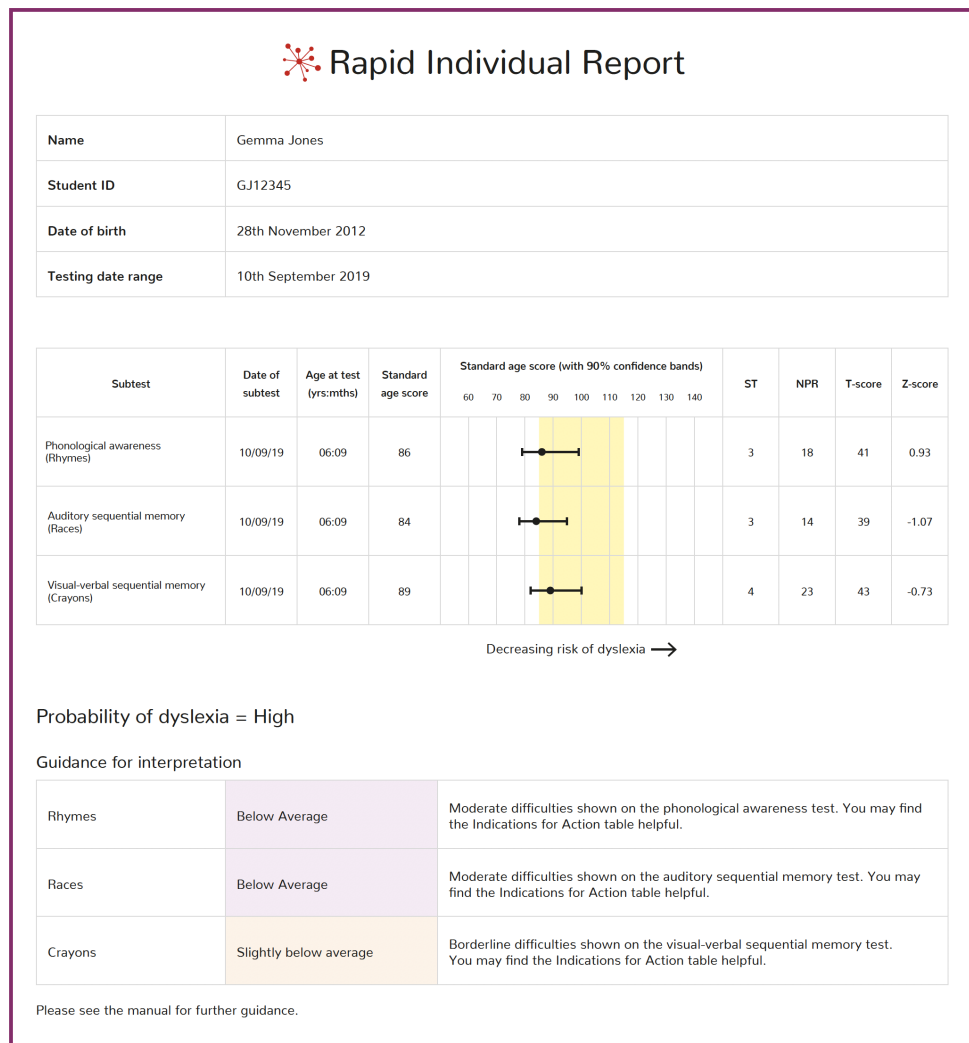 Rapid Individual Report
Name Gemma Jones
Student ID GJ12345
Date of birth 28th November 2012
Testing date range 10th September 2019
Subtest Date of subtest Age at test (yrs:mths) Standard age score Standard age score (with 90% confidence bands) ST NPR T-score Z-score
60 70 80 90 100 110 120 130 140
Phonological awareness (Rhymes) 10/09/19 06:09 86 3 18 41 0.93
Auditory sequential memory (Races) 10/09/19 06:09 84 3 14 39 -1.07
Visual-verbal sequential memory (Crayons) 10/09/19 06:09 89 4 23 43 -0.73
Decreasing risk of dyslexia
Probability of dyslexia = High
Guidance for interpretation
Rhymes Below Average Moderate difficulties shown on the phonological awareness test. You may find
the Indications for Action table helpful.
Races Below Average Moderate difficulties shown on the auditory sequential memory test. You may
find the Indications for Action table helpful.
Crayons Slightly below average Borderline difficulties shown on the visual-verbal sequential memory test.
You may find the Indications for Action table helpful.
Please see the manual for further guidance.